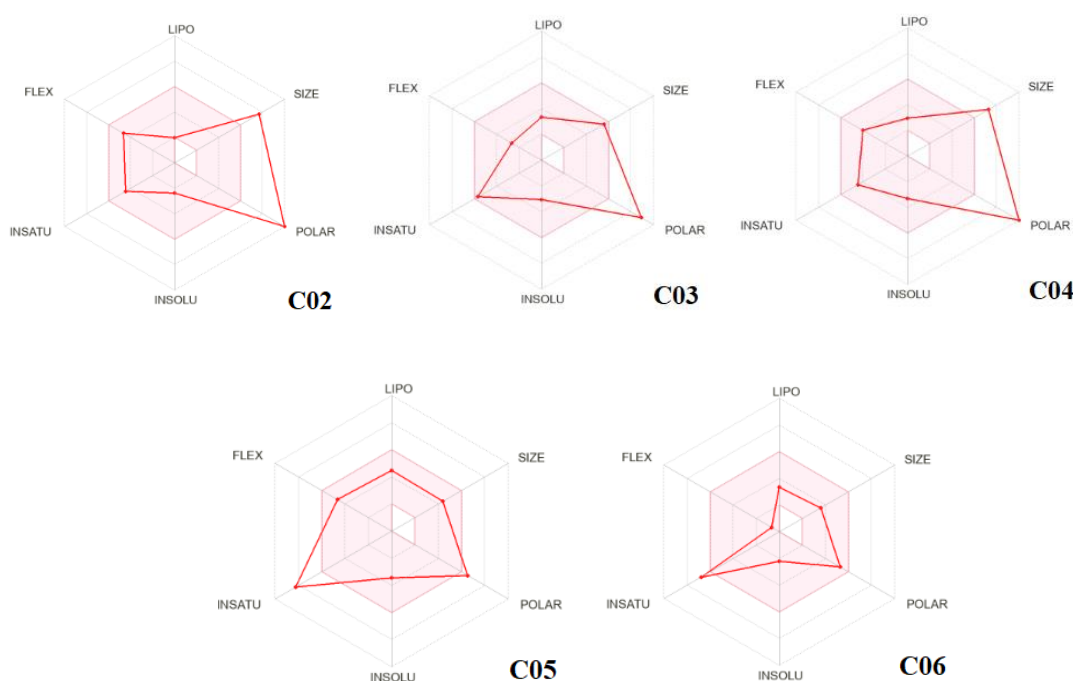 LIPO
FLEX
SIZE
INSATU
POLAR
INSOLU
C02
LIPO
FLEX
SIZE
INSATU
POLAR
INSOLU
C03
LIPO
FLEX
SIZE
INSATU
POLAR
INSOLU
C04
LIPO
FLEX
SIZE
INSATU
POLAR
INSOLU
C05
LIPO
FLEX
SIZE
INSATU
POLAR
INSOLU
C06